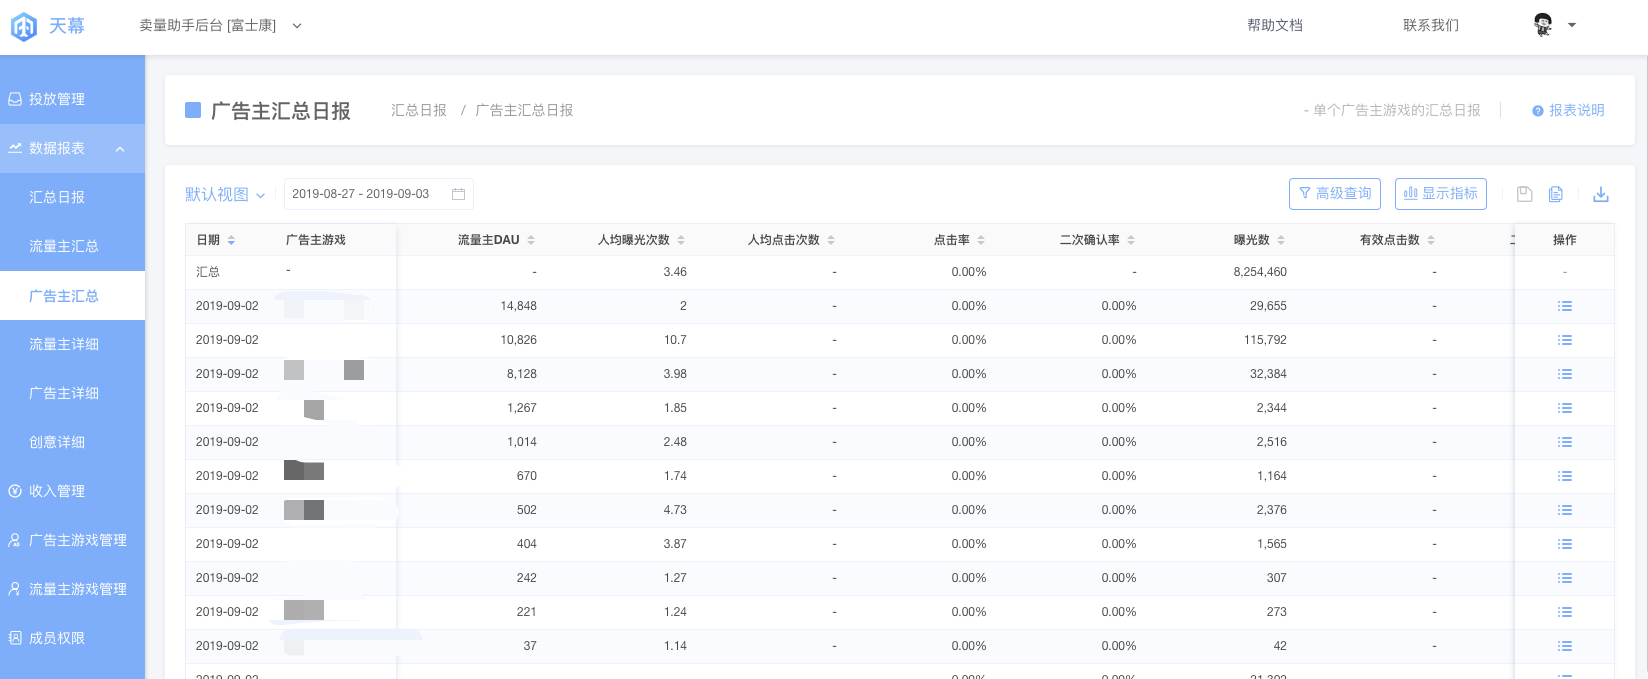 天幕
卖量助手后台 [富士康]
帮助文档
联系我们
投放管理
数据报表
汇总日报
流量主汇总
广告主汇总
流量主详细
广告主详细
创意详细
收入管理
广告主游戏管理
流量主游戏管理
成员权限
广告主汇总日报 汇总日报 / 广告主汇总日报 - 单个广告主游戏的汇总日报 报表说明
默认视图 2019-08-27 - 2019-09-03 高级查询 显示指标
日期 广告主游戏 流量主DAU 人均曝光次数 人均点击次数 点击率 二次确认率 曝光数 有效点击数 操作
汇总 - - 3.46 - 0.00% - 8,254,460 - -
2019-09-02 14,848 2 - 0.00% 0.00% 29,655 -
2019-09-02 10,826 10.7 - 0.00% 0.00% 115,792 -
2019-09-02 8,128 3.98 - 0.00% 0.00% 32,384 -
2019-09-02 1,267 1.85 - 0.00% 0.00% 2,344 -
2019-09-02 1,014 2.48 - 0.00% 0.00% 2,516 -
2019-09-02 670 1.74 - 0.00% 0.00% 1,164 -
2019-09-02 502 4.73 - 0.00% 0.00% 2,376 -
2019-09-02 404 3.87 - 0.00% 0.00% 1,565 -
2019-09-02 242 1.27 - 0.00% 0.00% 307 -
2019-09-02 221 1.24 - 0.00% 0.00% 273 -
2019-09-02 37 1.14 - 0.00% 0.00% 42 -